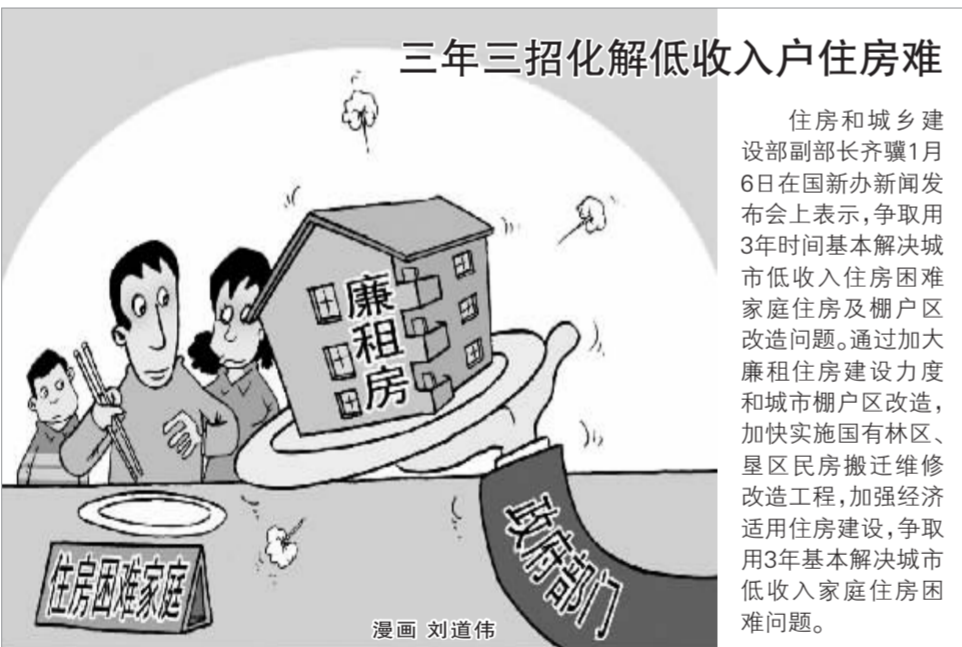 三年三招化解低收入户住房难
住房和城乡建
设部副部长齐骥1月
6日在国新办新闻发
布会上表示,争取用
3年时间基本解决城
市低收入住房困难
家庭住房及棚户区
改造问题。通过加大
廉租住房建设力度
和城市棚户区改造,
加快实施国有林区、
垦区民房搬迁维修
改造工程,加强经济
适用住房建设,争取
用3年基本解决城市
低收入家庭住房困
难问题。
廉租房
住房困难家庭
政府部门
漫画 刘道伟